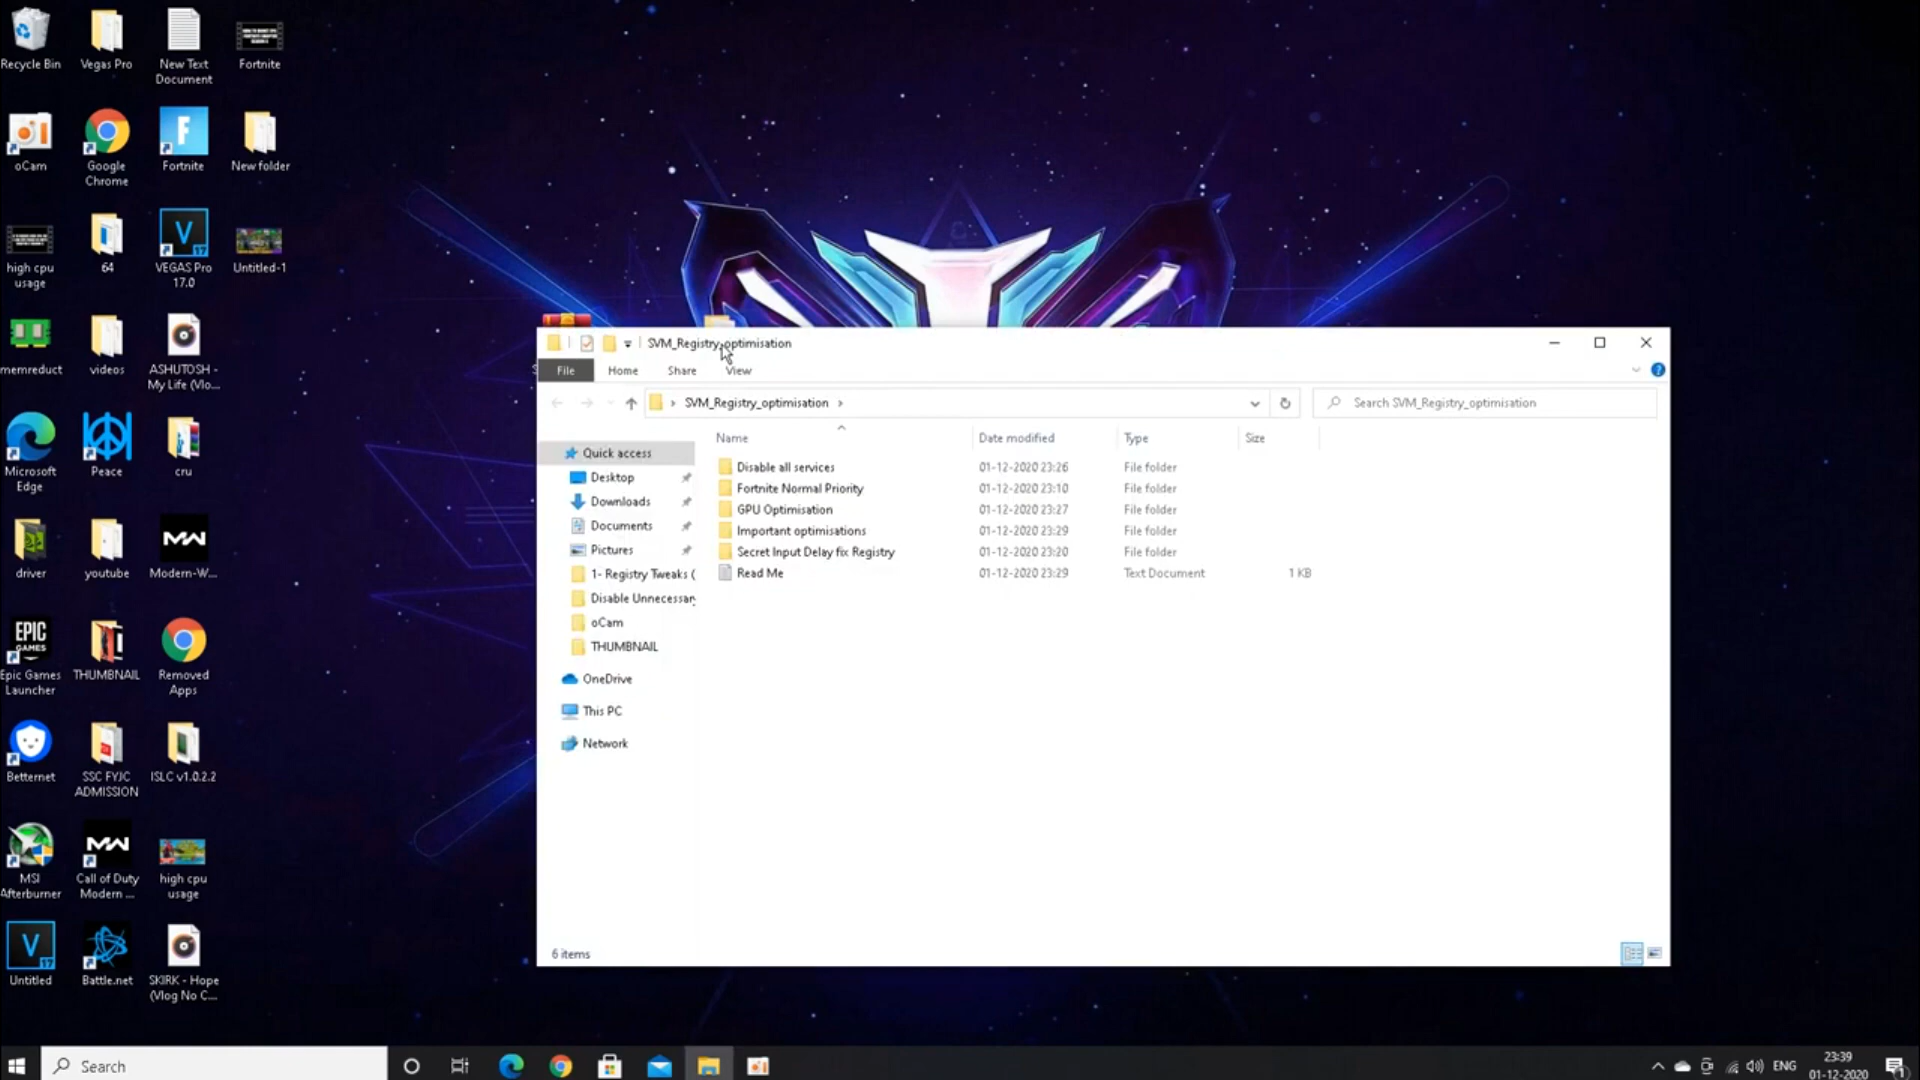 Recycle Bin
Vegas Pro
New Text
Document
Fortnite
oCam
Google
Chrome
Fortnite
New folder
high cpu
usage
64
VEGAS Pro
17.0
Untitled-1
memreduct
videos
ASHUTOSH -
My Life (Vlo...
Microsoft
Edge
Peace
cru
driver
youtube
Modern-W...
EPIC
GAMES
Epic Games
Launcher
THUMBNAIL
Removed
Apps
Betternet
SSC FYJC
ADMISSION
ISLC v1.0.2.2
MSI
Afterburner
Call of Duty
Modern ...
high cpu
usage
Untitled
Battle.net
SKIRK - Hope
(Vlog No C...
SVM_Registry_optimisation
File
Home
Share
View
SVM_Registry_optimisation
Search SVM_Registry_optimisation
Name
Date modified
Type
Size
Quick access
Desktop
Downloads
Documents
Pictures
1- Registry Tweaks (
Disable Unnecessary
oCam
THUMBNAIL
OneDrive
This PC
Network
Disable all services 01-12-2020 23:26 File folder
Fortnite Normal Priority 01-12-2020 23:10 File folder
GPU Optimisation 01-12-2020 23:27 File folder
Important optimisations 01-12-2020 23:29 File folder
Secret Input Delay fix Registry 01-12-2020 23:20 File folder
Read Me 01-12-2020 23:29 Text Document 1 KB
6 items
Search
ENG
23:39
01-12-2020